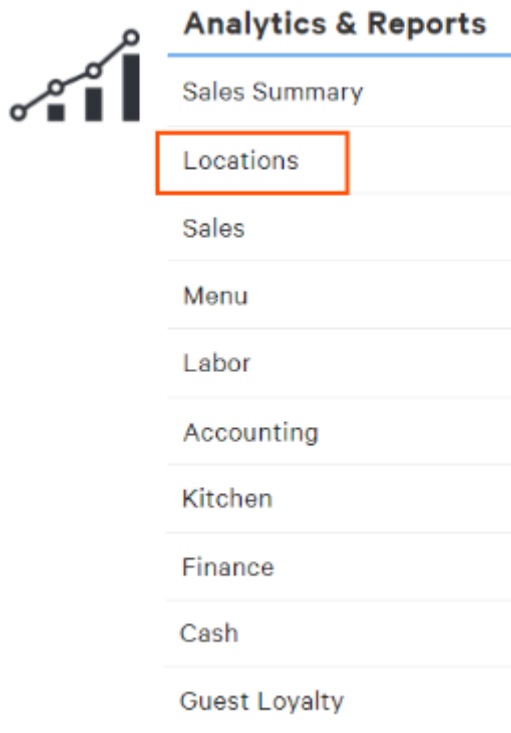 Analytics & Reports
Sales Summary
Locations
Sales
Menu
Labor
Accounting
Kitchen
Finance
Cash
Guest Loyalty